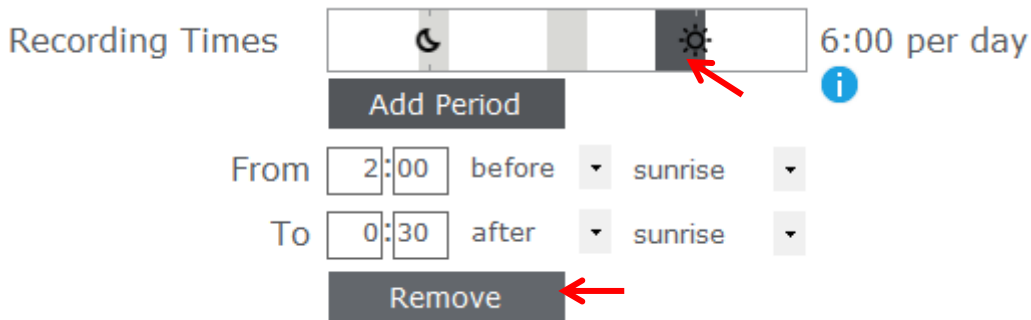 Recording Times 6:00 per day
i
Add Period
From 2:00 before sunrise
To 0:30 after sunrise
Remove